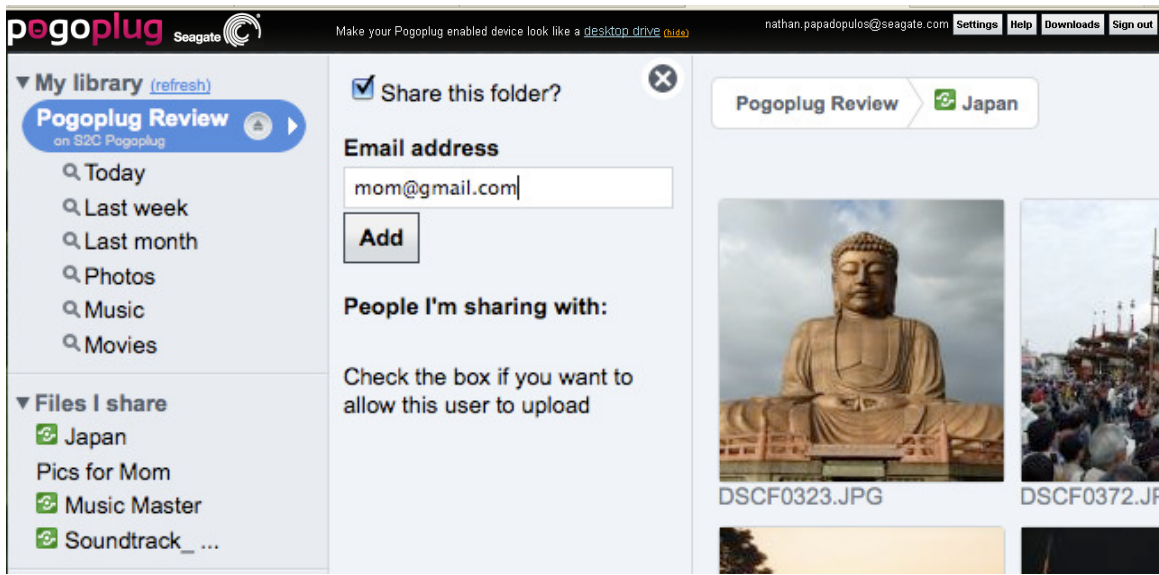 pogoplug Seagate
Make your Pogoplug enabled device look like a desktop drive (hide)
nathan.papadopulos@seagate.com Settings Help Downloads Sign out
My library (refresh)
Pogoplug Review
on S2C Pogoplug
Today
Last week
Last month
Photos
Music
Movies
Files I share
Japan
Pics for Mom
Music Master
Soundtrack_ ...
Share this folder?
Email address
mom@gmail.com
Add
People I'm sharing with:
Check the box if you want to
allow this user to upload
Pogoplug Review Japan
DSCF0323.JPG
DSCF0372.JP